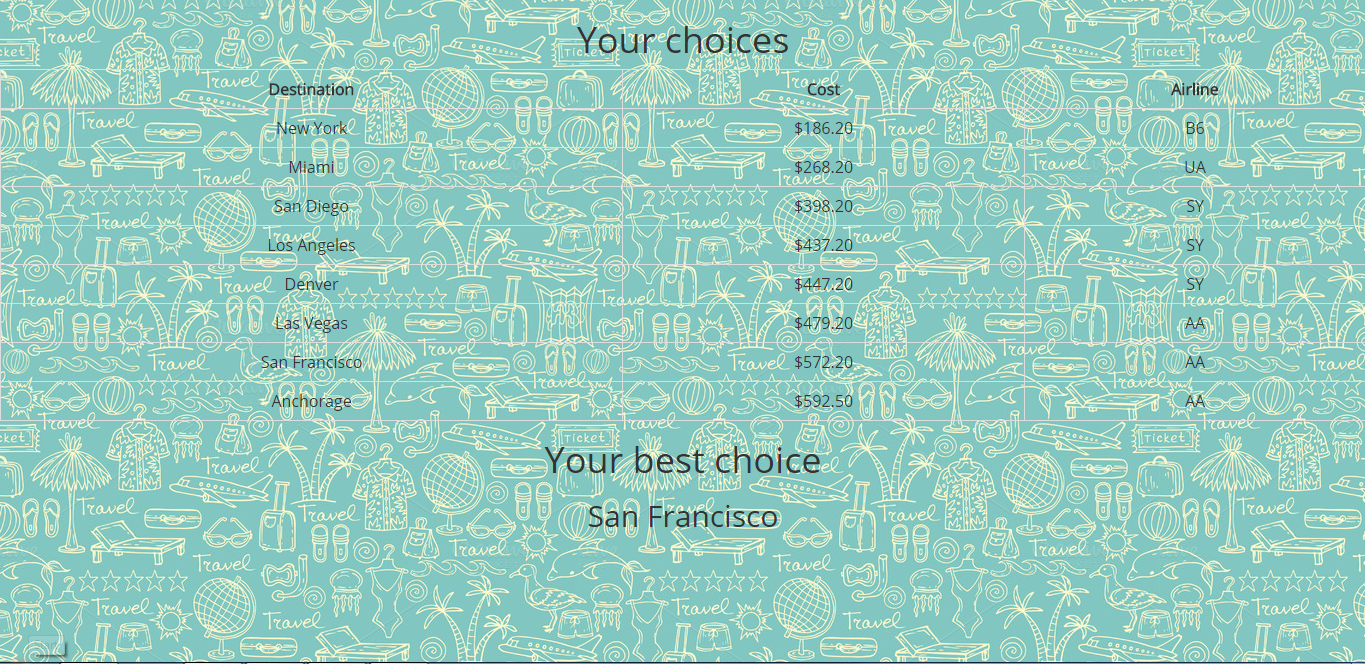 Your choices
Destination Cost Airline
New York $186.20 B6
Miami $268.20 UA
San Diego $398.20 SY
Los Angeles $437.20 SY
Denver $447.20 SY
Las Vegas $479.20 AA
San Francisco $572.20 AA
Anchorage $592.50 AA
Your best choice
San Francisco
Travel
Ticket